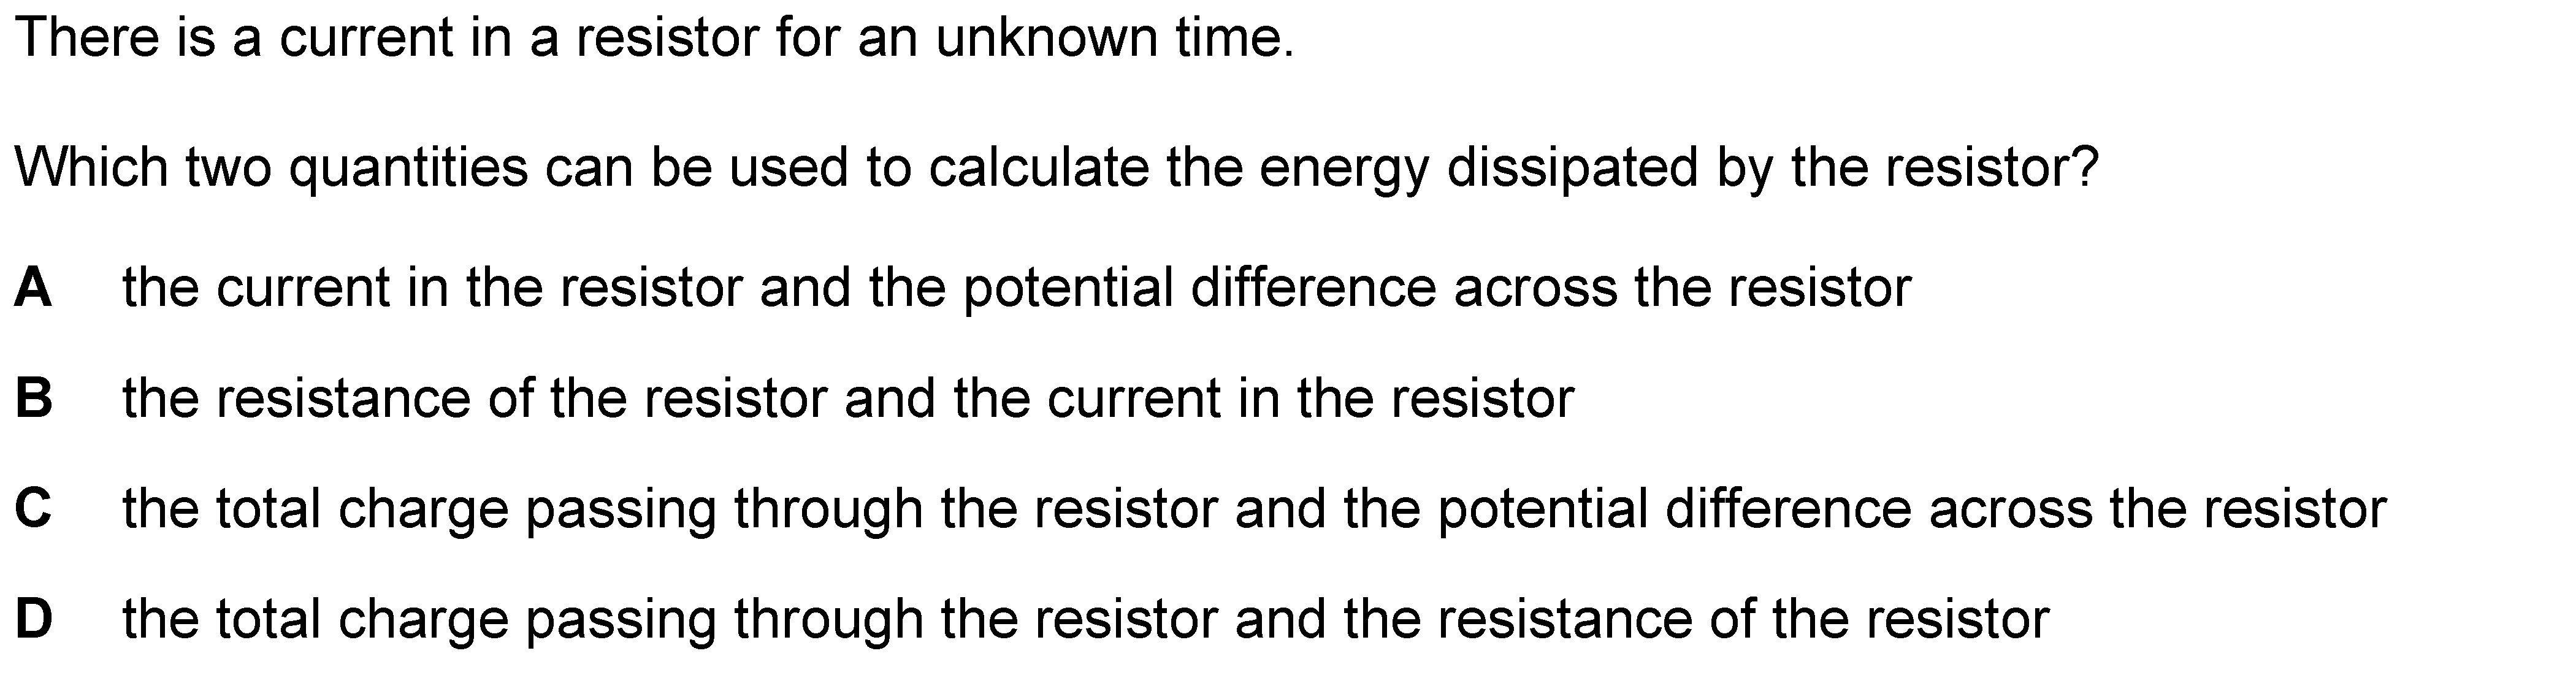 There is a current in a resistor for an unknown time.
Which two quantities can be used to calculate the energy dissipated by the resistor?
A the current in the resistor and the potential difference across the resistor
B the resistance of the resistor and the current in the resistor
C the total charge passing through the resistor and the potential difference across the resistor
D the total charge passing through the resistor and the resistance of the resistor